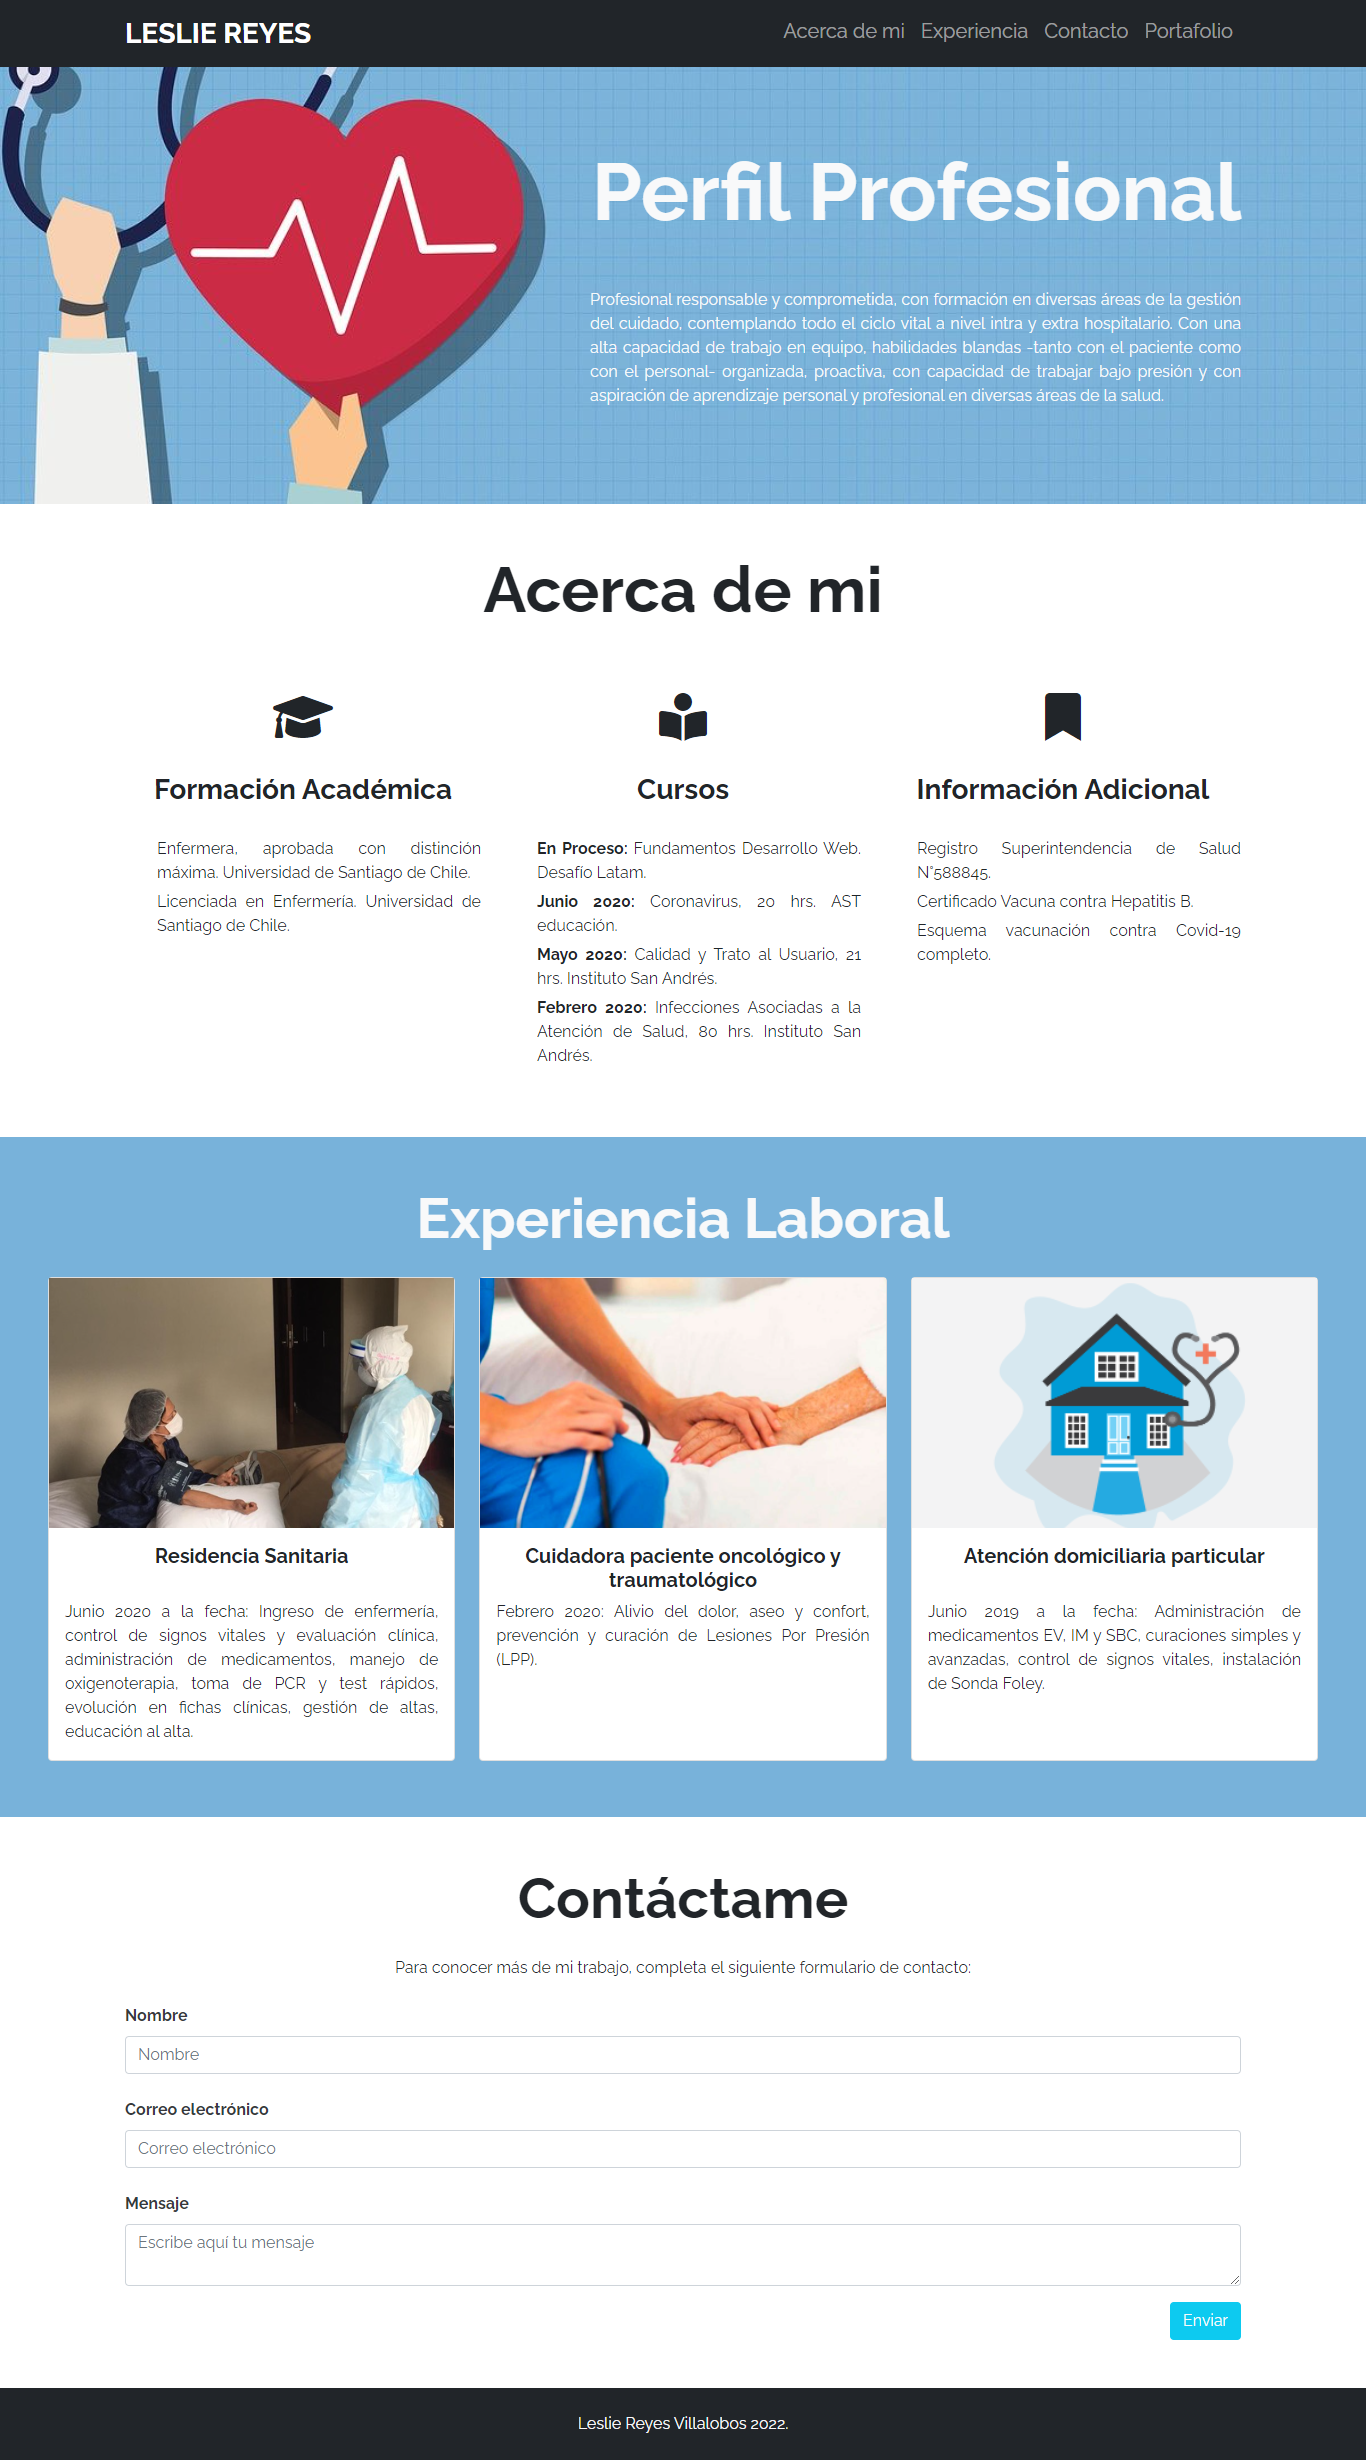 LESLIE REYES
Acerca de mi Experiencia Contacto Portafolio
Perfil Profesional
Profesional responsable y comprometida, con formación en diversas áreas de la gestión
del cuidado, contemplando todo el ciclo vital a nivel intra y extra hospitalario. Con una
alta capacidad de trabajo en equipo, habilidades blandas -tanto con el paciente como
con el personal- organizada, proactiva, con capacidad de trabajar bajo presión y con
aspiración de aprendizaje personal y profesional en diversas áreas de la salud.
Acerca de mi
Formación Académica
Enfermera, aprobada con distinción
máxima. Universidad de Santiago de Chile.
Licenciada en Enfermería. Universidad de
Santiago de Chile.
Cursos
En Proceso: Fundamentos Desarrollo Web.
Desafío Latam.
Junio 2020: Coronavirus, 20 hrs. AST
educación.
Mayo 2020: Calidad y Trato al Usuario, 21
hrs. Instituto San Andrés.
Febrero 2020: Infecciones Asociadas a la
Atención de Salud, 80 hrs. Instituto San
Andrés.
Información Adicional
Registro Superintendencia de Salud
N°588845.
Certificado Vacuna contra Hepatitis B.
Esquema vacunación contra Covid-19
completo.
Experiencia Laboral
Residencia Sanitaria
Junio 2020 a la fecha: Ingreso de enfermería,
control de signos vitales y evaluación clínica,
administración de medicamentos, manejo de
oxigenoterapia, toma de PCR y test rápidos,
evolución en fichas clínicas, gestión de altas,
educación al alta.
Cuidadora paciente oncológico y
traumatológico
Febrero 2020: Alivio del dolor, aseo y confort,
prevención y curación de Lesiones Por Presión
(LPP).
Atención domiciliaria particular
Junio 2019 a la fecha: Administración de
medicamentos EV, IM y SBC, curaciones simples y
avanzadas, control de signos vitales, instalación
de Sonda Foley.
Contáctame
Para conocer más de mi trabajo, completa el siguiente formulario de contacto:
Nombre
Nombre
Correo electrónico
Correo electrónico
Mensaje
Escribe aquí tu mensaje
Enviar
Leslie Reyes Villalobos 2022.